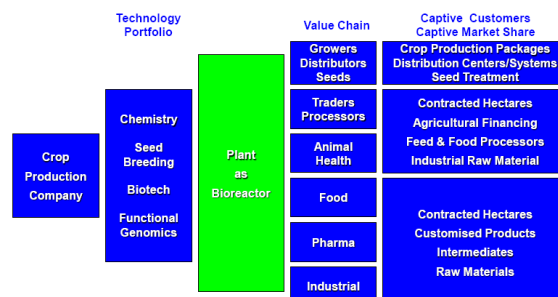 Technology
Portfolio
Value Chain
Captive Customers
Captive Market Share
Crop
Production
Company
Chemistry
Seed
Breeding
Biotech
Functional
Genomics
Plant
as
Bioreactor
Growers
Distributors
Seeds
Traders
Processors
Animal
Health
Food
Pharma
Industrial
Crop Production Packages
Distribution Centers/Systems
Seed Treatment
Contracted Hectares
Agricultural Financing
Feed & Food Processors
Industrial Raw Material
Contracted Hectares
Customised Products
Intermediates
Raw Materials